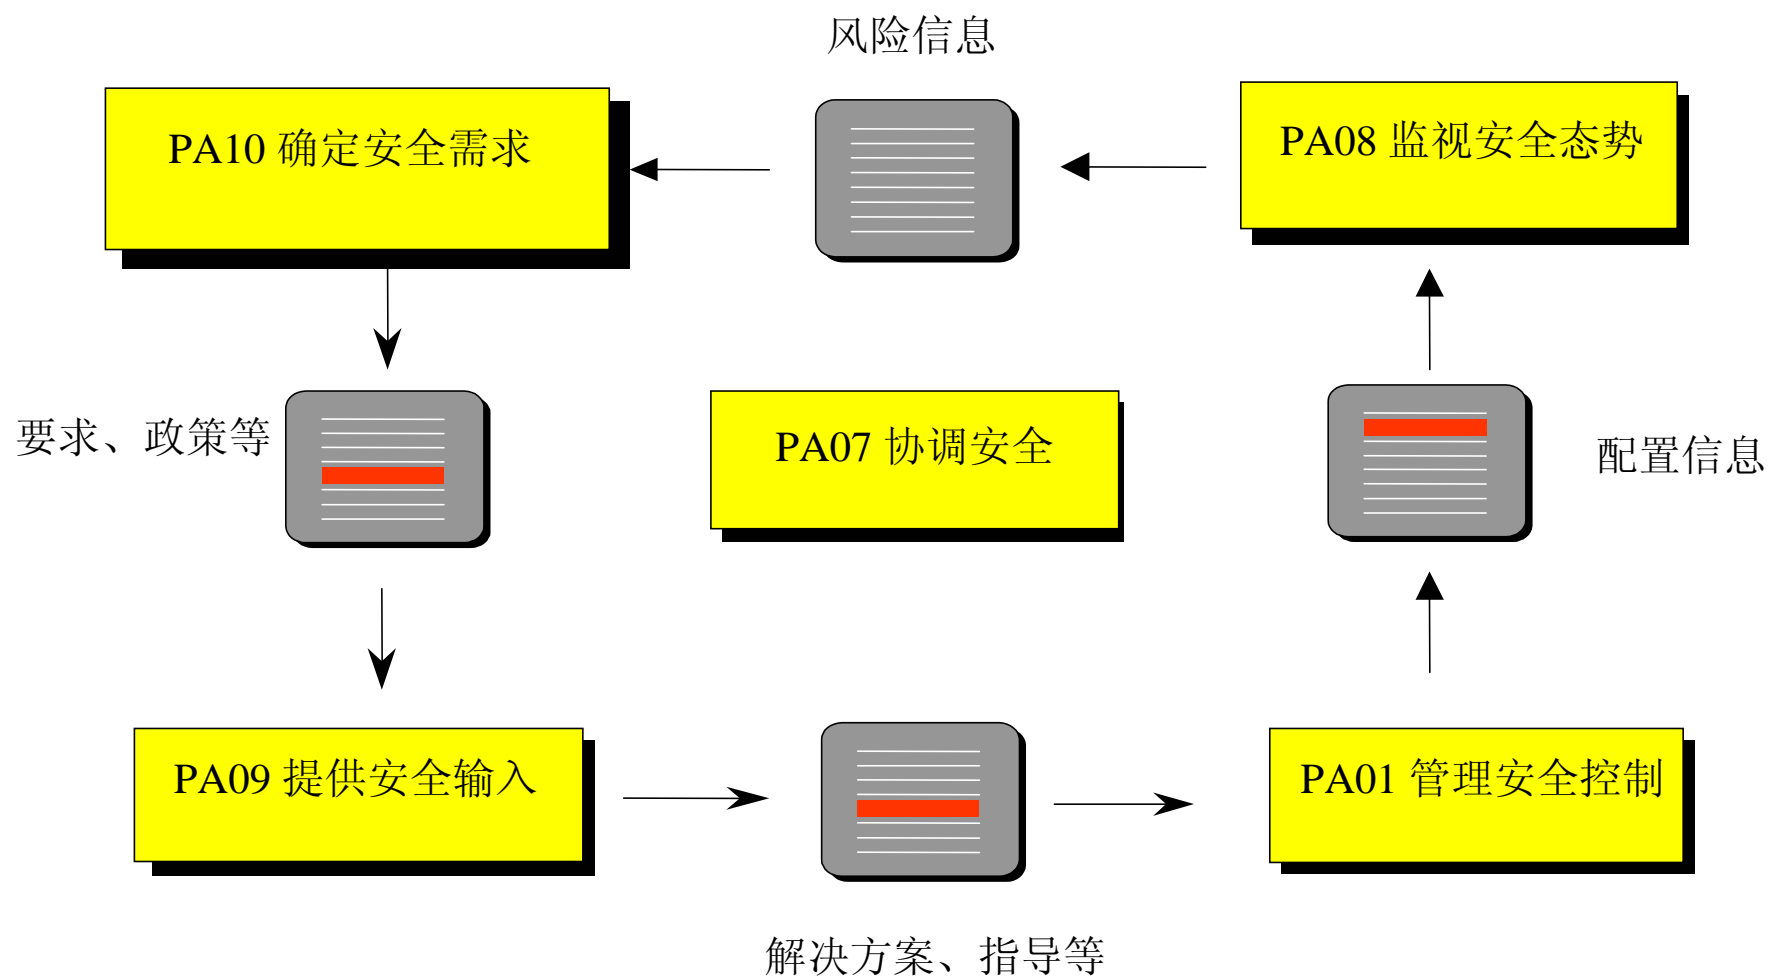 风险信息
PA10 确定安全需求
PA08 监视安全态势
要求、政策等
PA07 协调安全
配置信息
PA09 提供安全输入
PA01 管理安全控制
解决方案、指导等